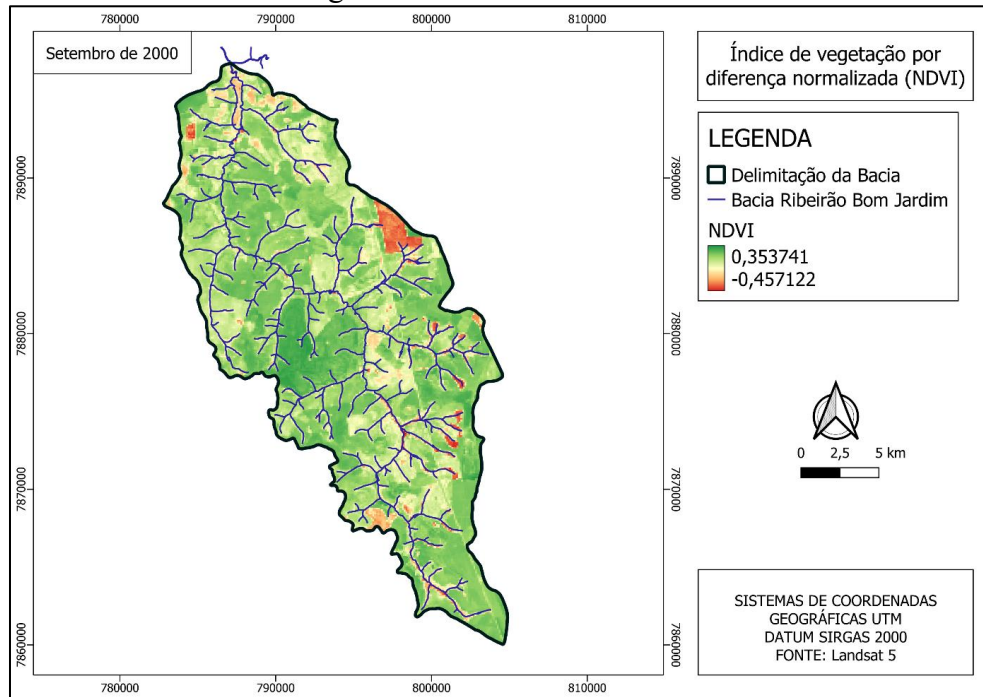 780000 790000 800000 810000
Setembro de 2000
Índice de vegetação por
diferença normalizada (NDVI)
LEGENDA
Delimitação da Bacia
Bacia Ribeirão Bom Jardim
NDVI
0,353741
-0,457122
7890000 7890000
7880000 7880000
7870000 7870000
7860000 7860000
0 2,5 5 km
SISTEMAS DE COORDENADAS
GEOGRÁFICAS UTM
DATUM SIRGAS 2000
FONTE: Landsat 5
780000 790000 800000 810000